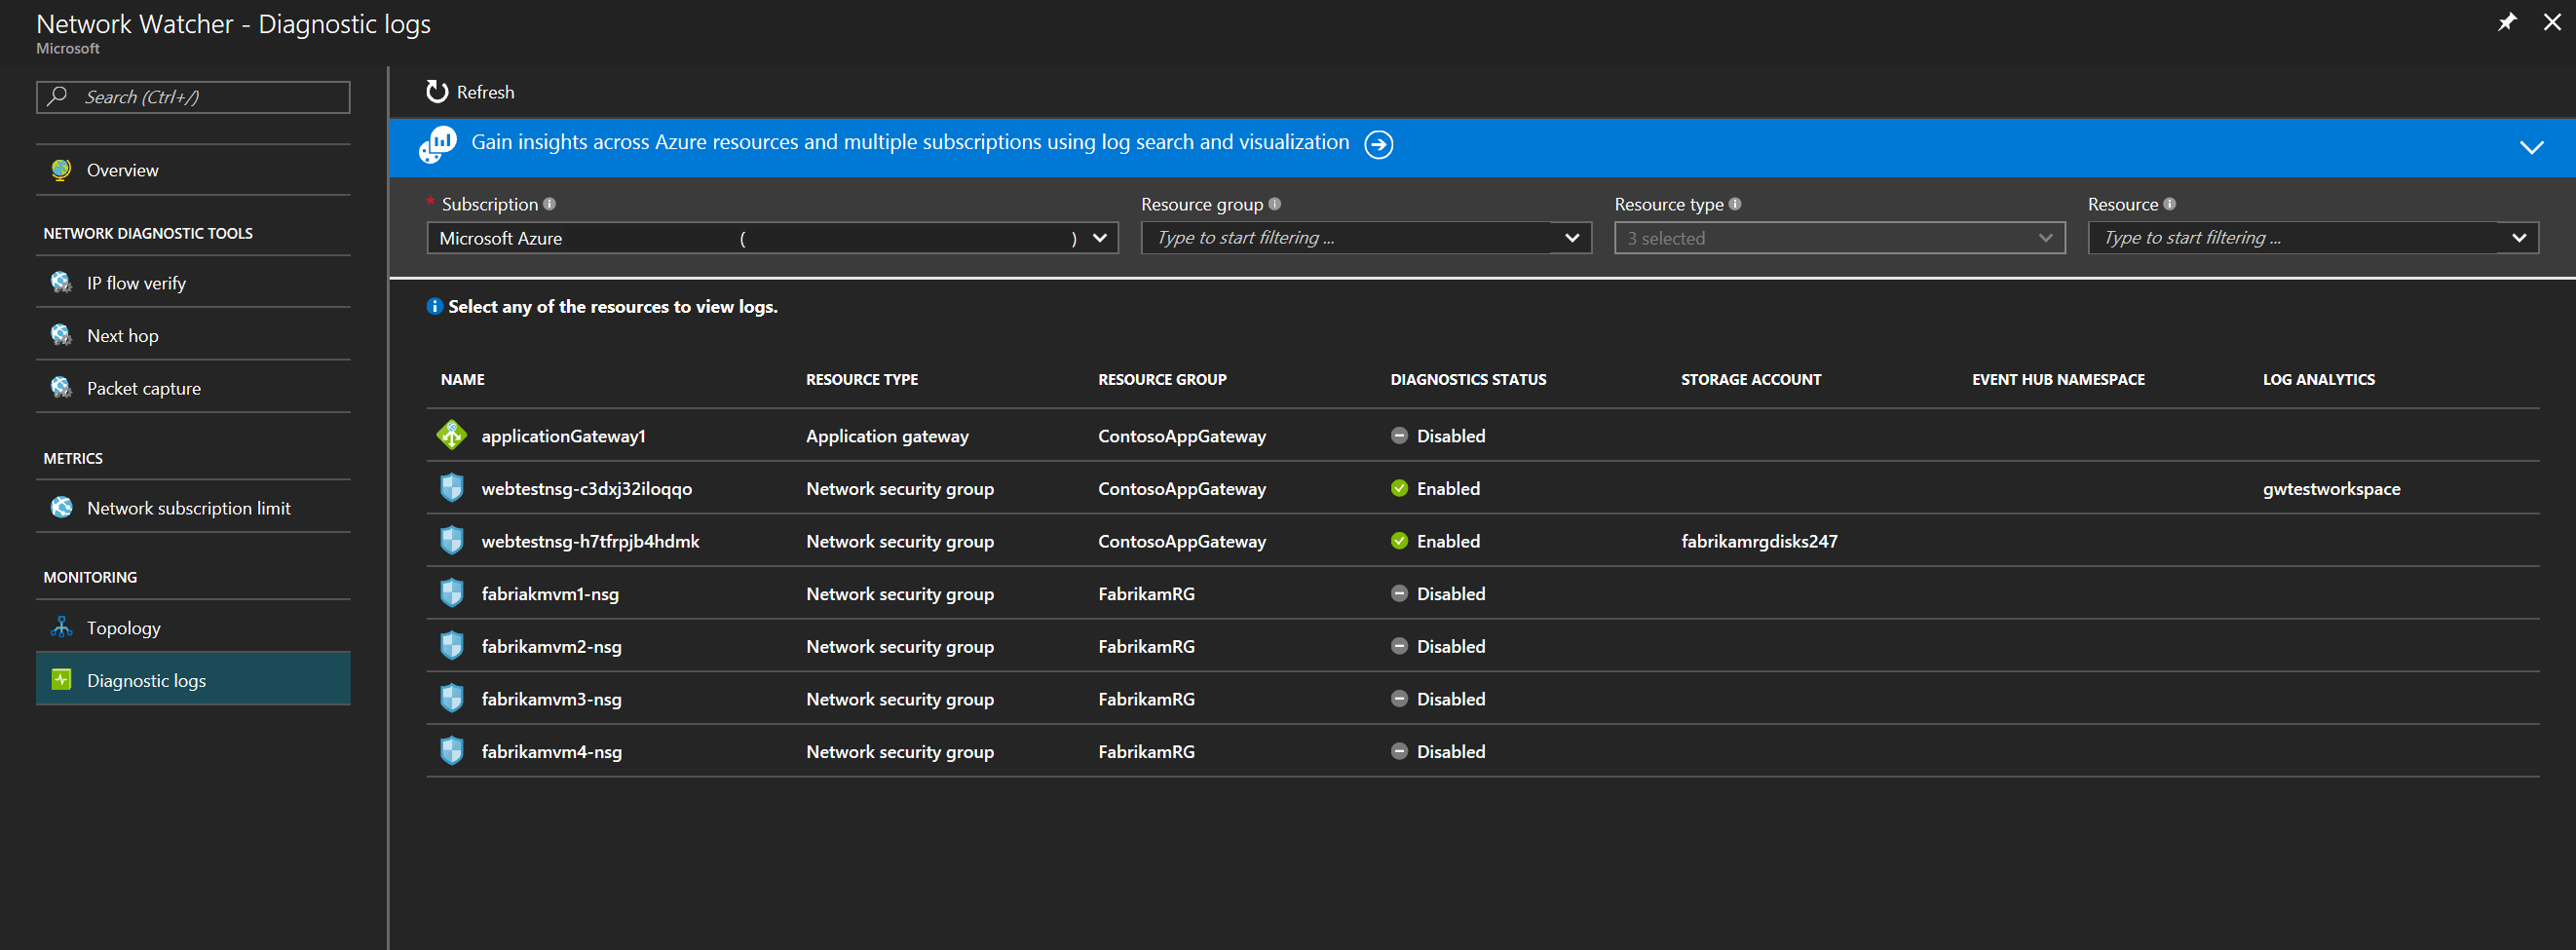 Network Watcher - Diagnostic logs
Microsoft
Search (Ctrl+/)
Overview
NETWORK DIAGNOSTIC TOOLS
IP flow verify
Next hop
Packet capture
METRICS
Network subscription limit
MONITORING
Topology
Diagnostic logs
Refresh
Gain insights across Azure resources and multiple subscriptions using log search and visualization
* Subscription Resource group Resource type Resource
Microsoft Azure ( ) Type to start filtering ... 3 selected Type to start filtering ...
Select any of the resources to view logs.
NAME RESOURCE TYPE RESOURCE GROUP DIAGNOSTICS STATUS STORAGE ACCOUNT EVENT HUB NAMESPACE LOG ANALYTICS
applicationGateway1 Application gateway ContosoAppGateway Disabled
webtestnsg-c3dxj32iloqqo Network security group ContosoAppGateway Enabled gwtestworkspace
webtestnsg-h7tfrpjb4hdmk Network security group ContosoAppGateway Enabled fabrikamrgdisks247
fabriakmvm1-nsg Network security group FabrikamRG Disabled
fabrikamvm2-nsg Network security group FabrikamRG Disabled
fabrikamvm3-nsg Network security group FabrikamRG Disabled
fabrikamvm4-nsg Network security group FabrikamRG Disabled